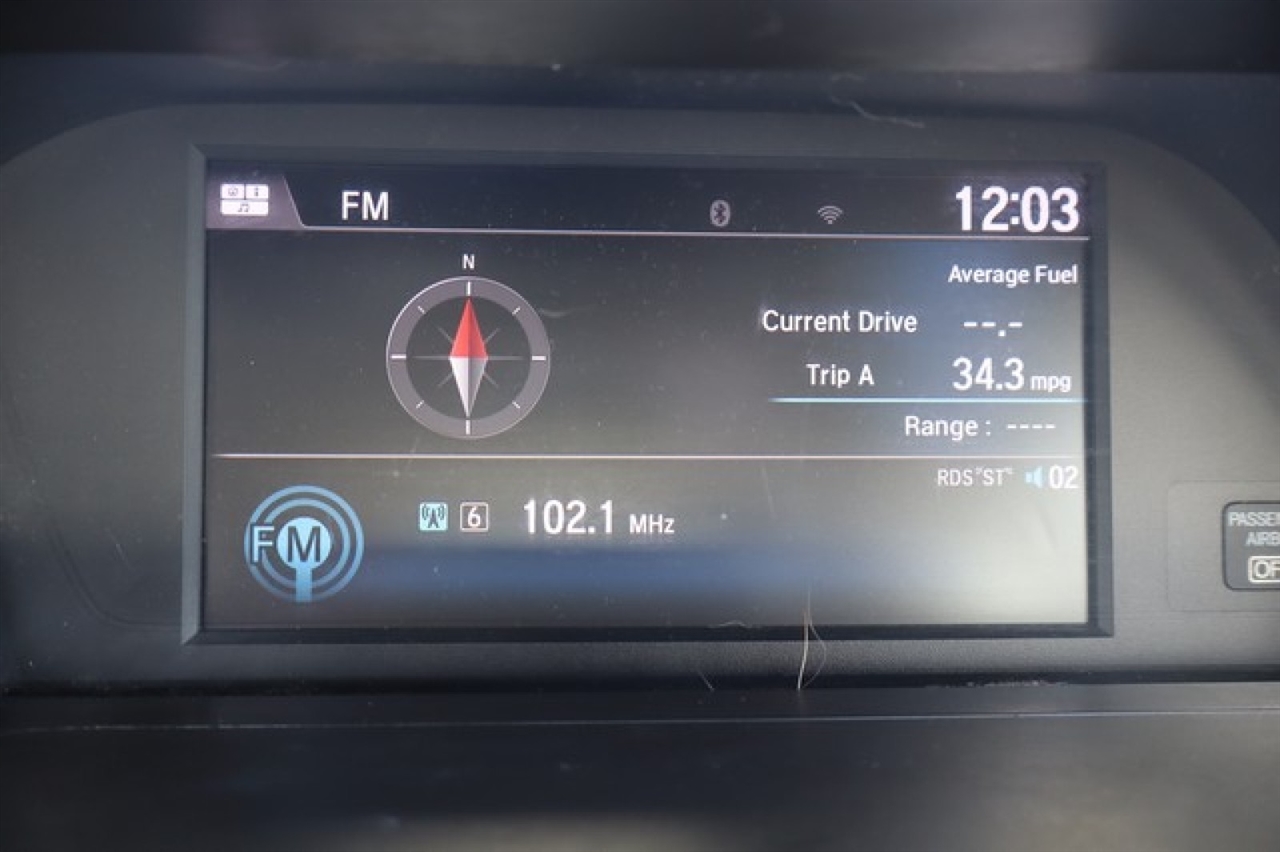 FM 12:03
N
Average Fuel
Current Drive --.-
Trip A 34.3 mpg
Range : ----
RDS ST 02
FM
6 102.1 MHz
OF